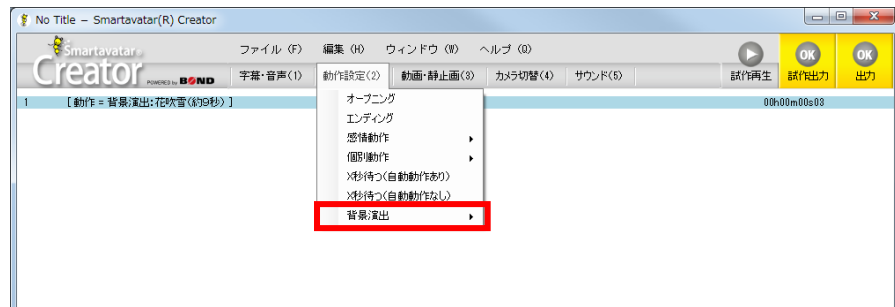 No Title − Smartavatar(R) Creator
Smartavatar
Creator POWERED by BOND
ファイル (F) 編集 (H) ウィンドウ (W) ヘルプ (Q)
字幕・音声(1) 動作設定(2) 動画・静止画(3) カメラ切替(4) サウンド(5)
OK OK
試作再生 試作出力 出力
1 [ 動作 = 背景演出:花吹雪(約9秒) ] 00h00m00s03
オープニング
エンディング
感情動作
個別動作
X秒待つ(自動動作あり)
X秒待つ(自動動作なし)
背景演出